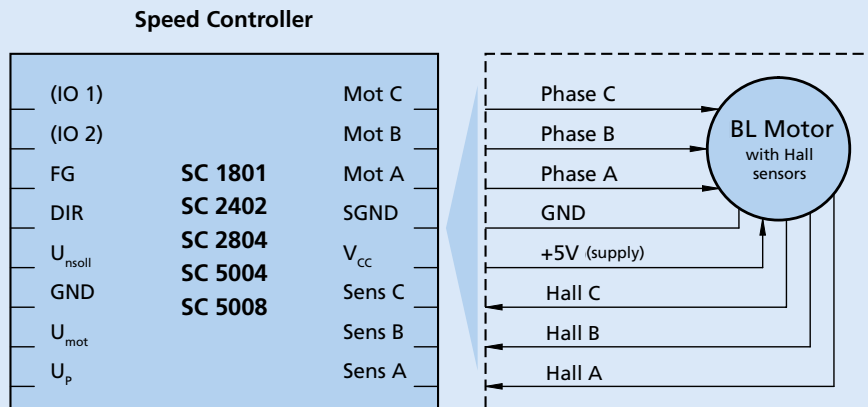 Speed Controller
(IO 1)
(IO 2)
FG
DIR
Uₙₛₒₗₗ
GND
Uₘₒₜ
U_P
SC 1801
SC 2402
SC 2804
SC 5004
SC 5008
Mot C
Mot B
Mot A
SGND
V_CC
Sens C
Sens B
Sens A
Phase C
Phase B
Phase A
GND
+5V (supply)
Hall C
Hall B
Hall A
BL Motor
with Hall
sensors